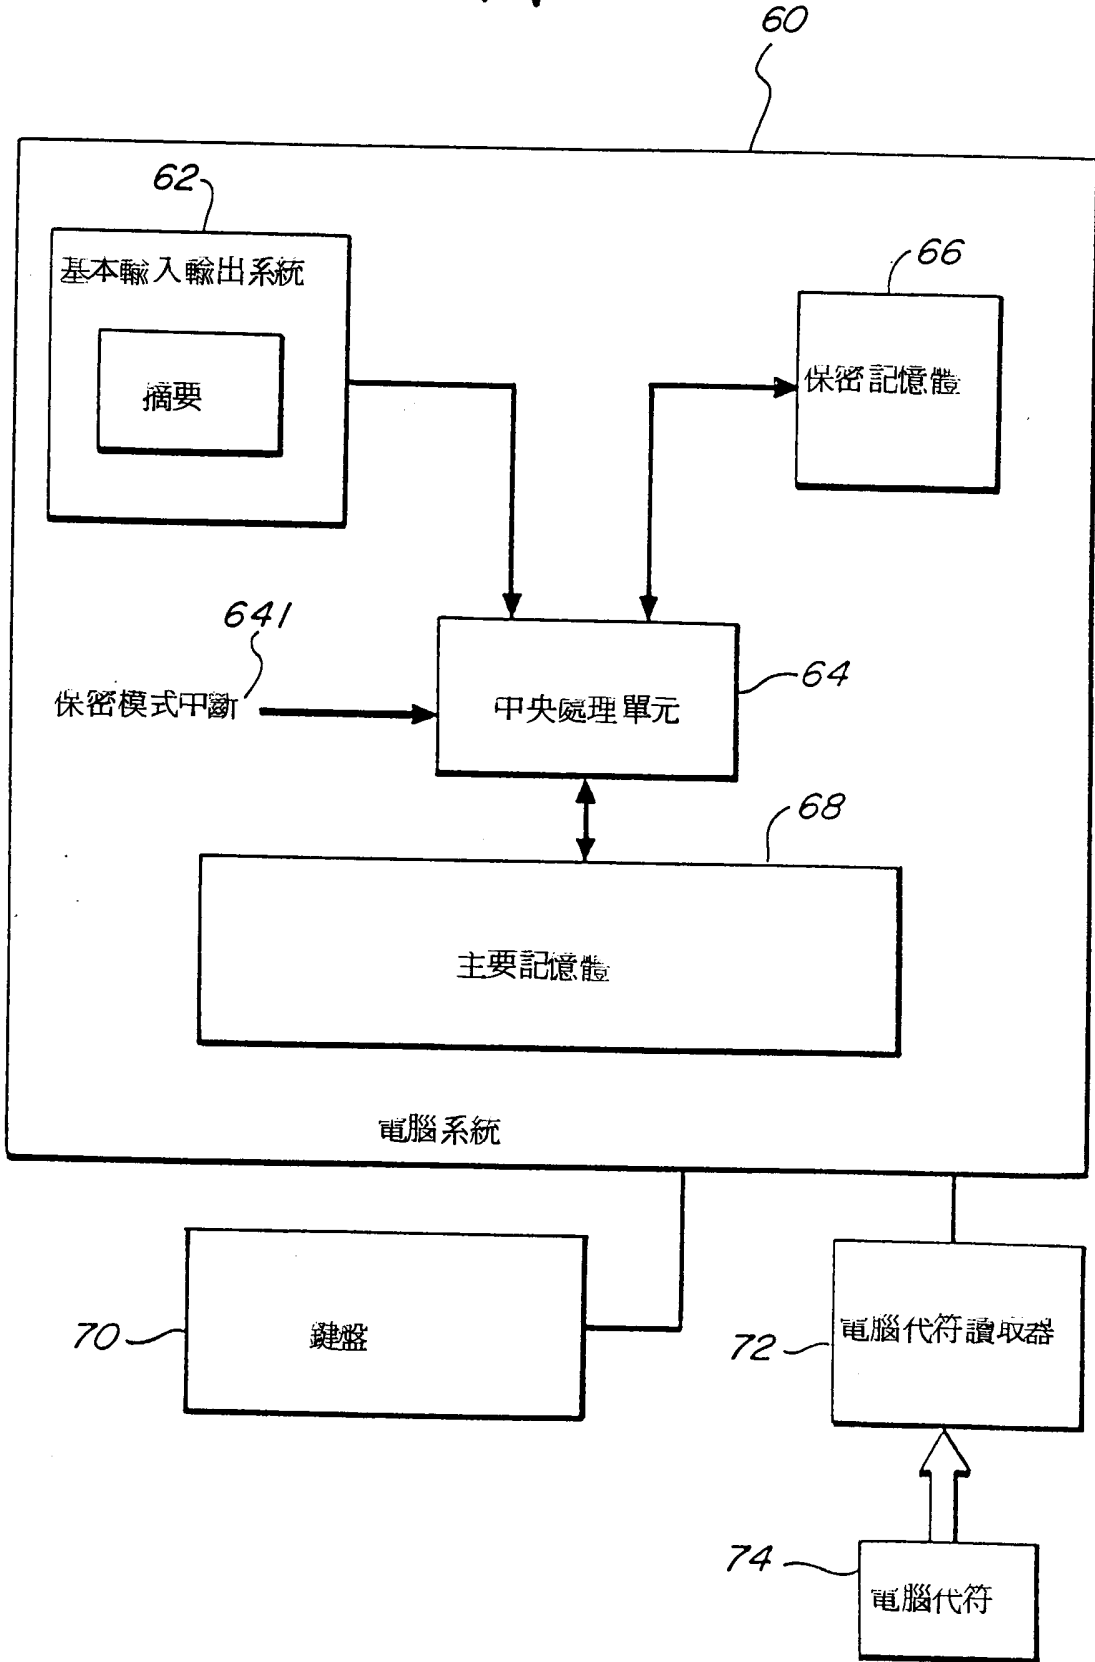 60
62
基本輸入輸出系統
摘要
66
保密記憶體
641
保密模式中斷
64
中央處理單元
68
主要記憶體
電腦系統
70
鍵盤
72
電腦代符讀取器
74
電腦代符